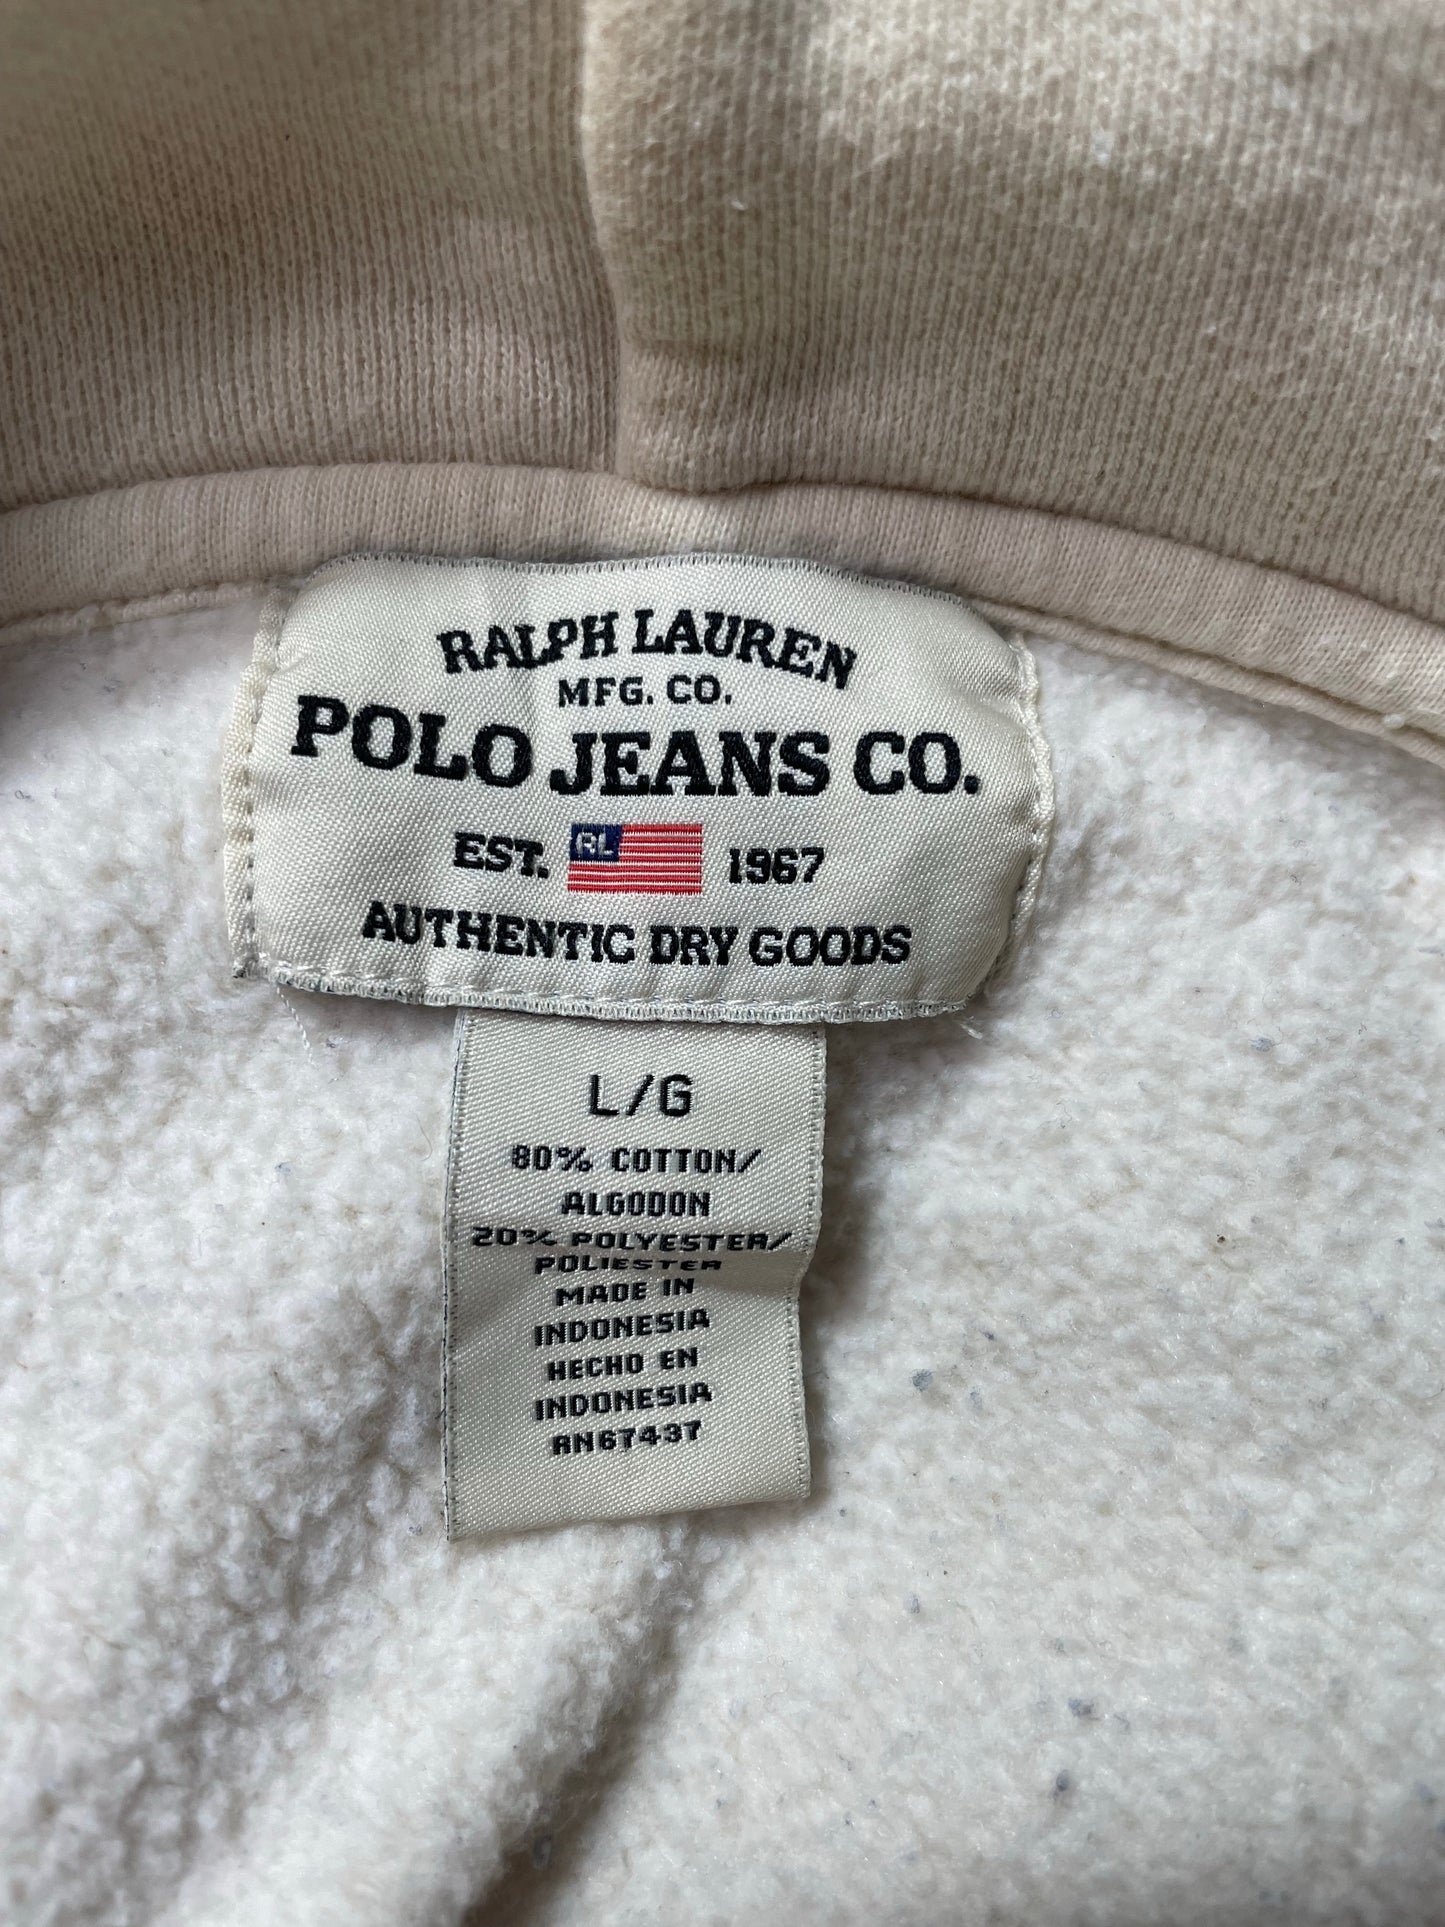 RALPH LAUREN
MFG. CO.
POLO JEANS CO.
EST. RL 1967
AUTHENTIC DRY GOODS
L/G
80% COTTON/
ALGODON
20% POLYESTER/
POLIESTER
MADE IN
INDONESIA
HECHO EN
INDONESIA
RN67437